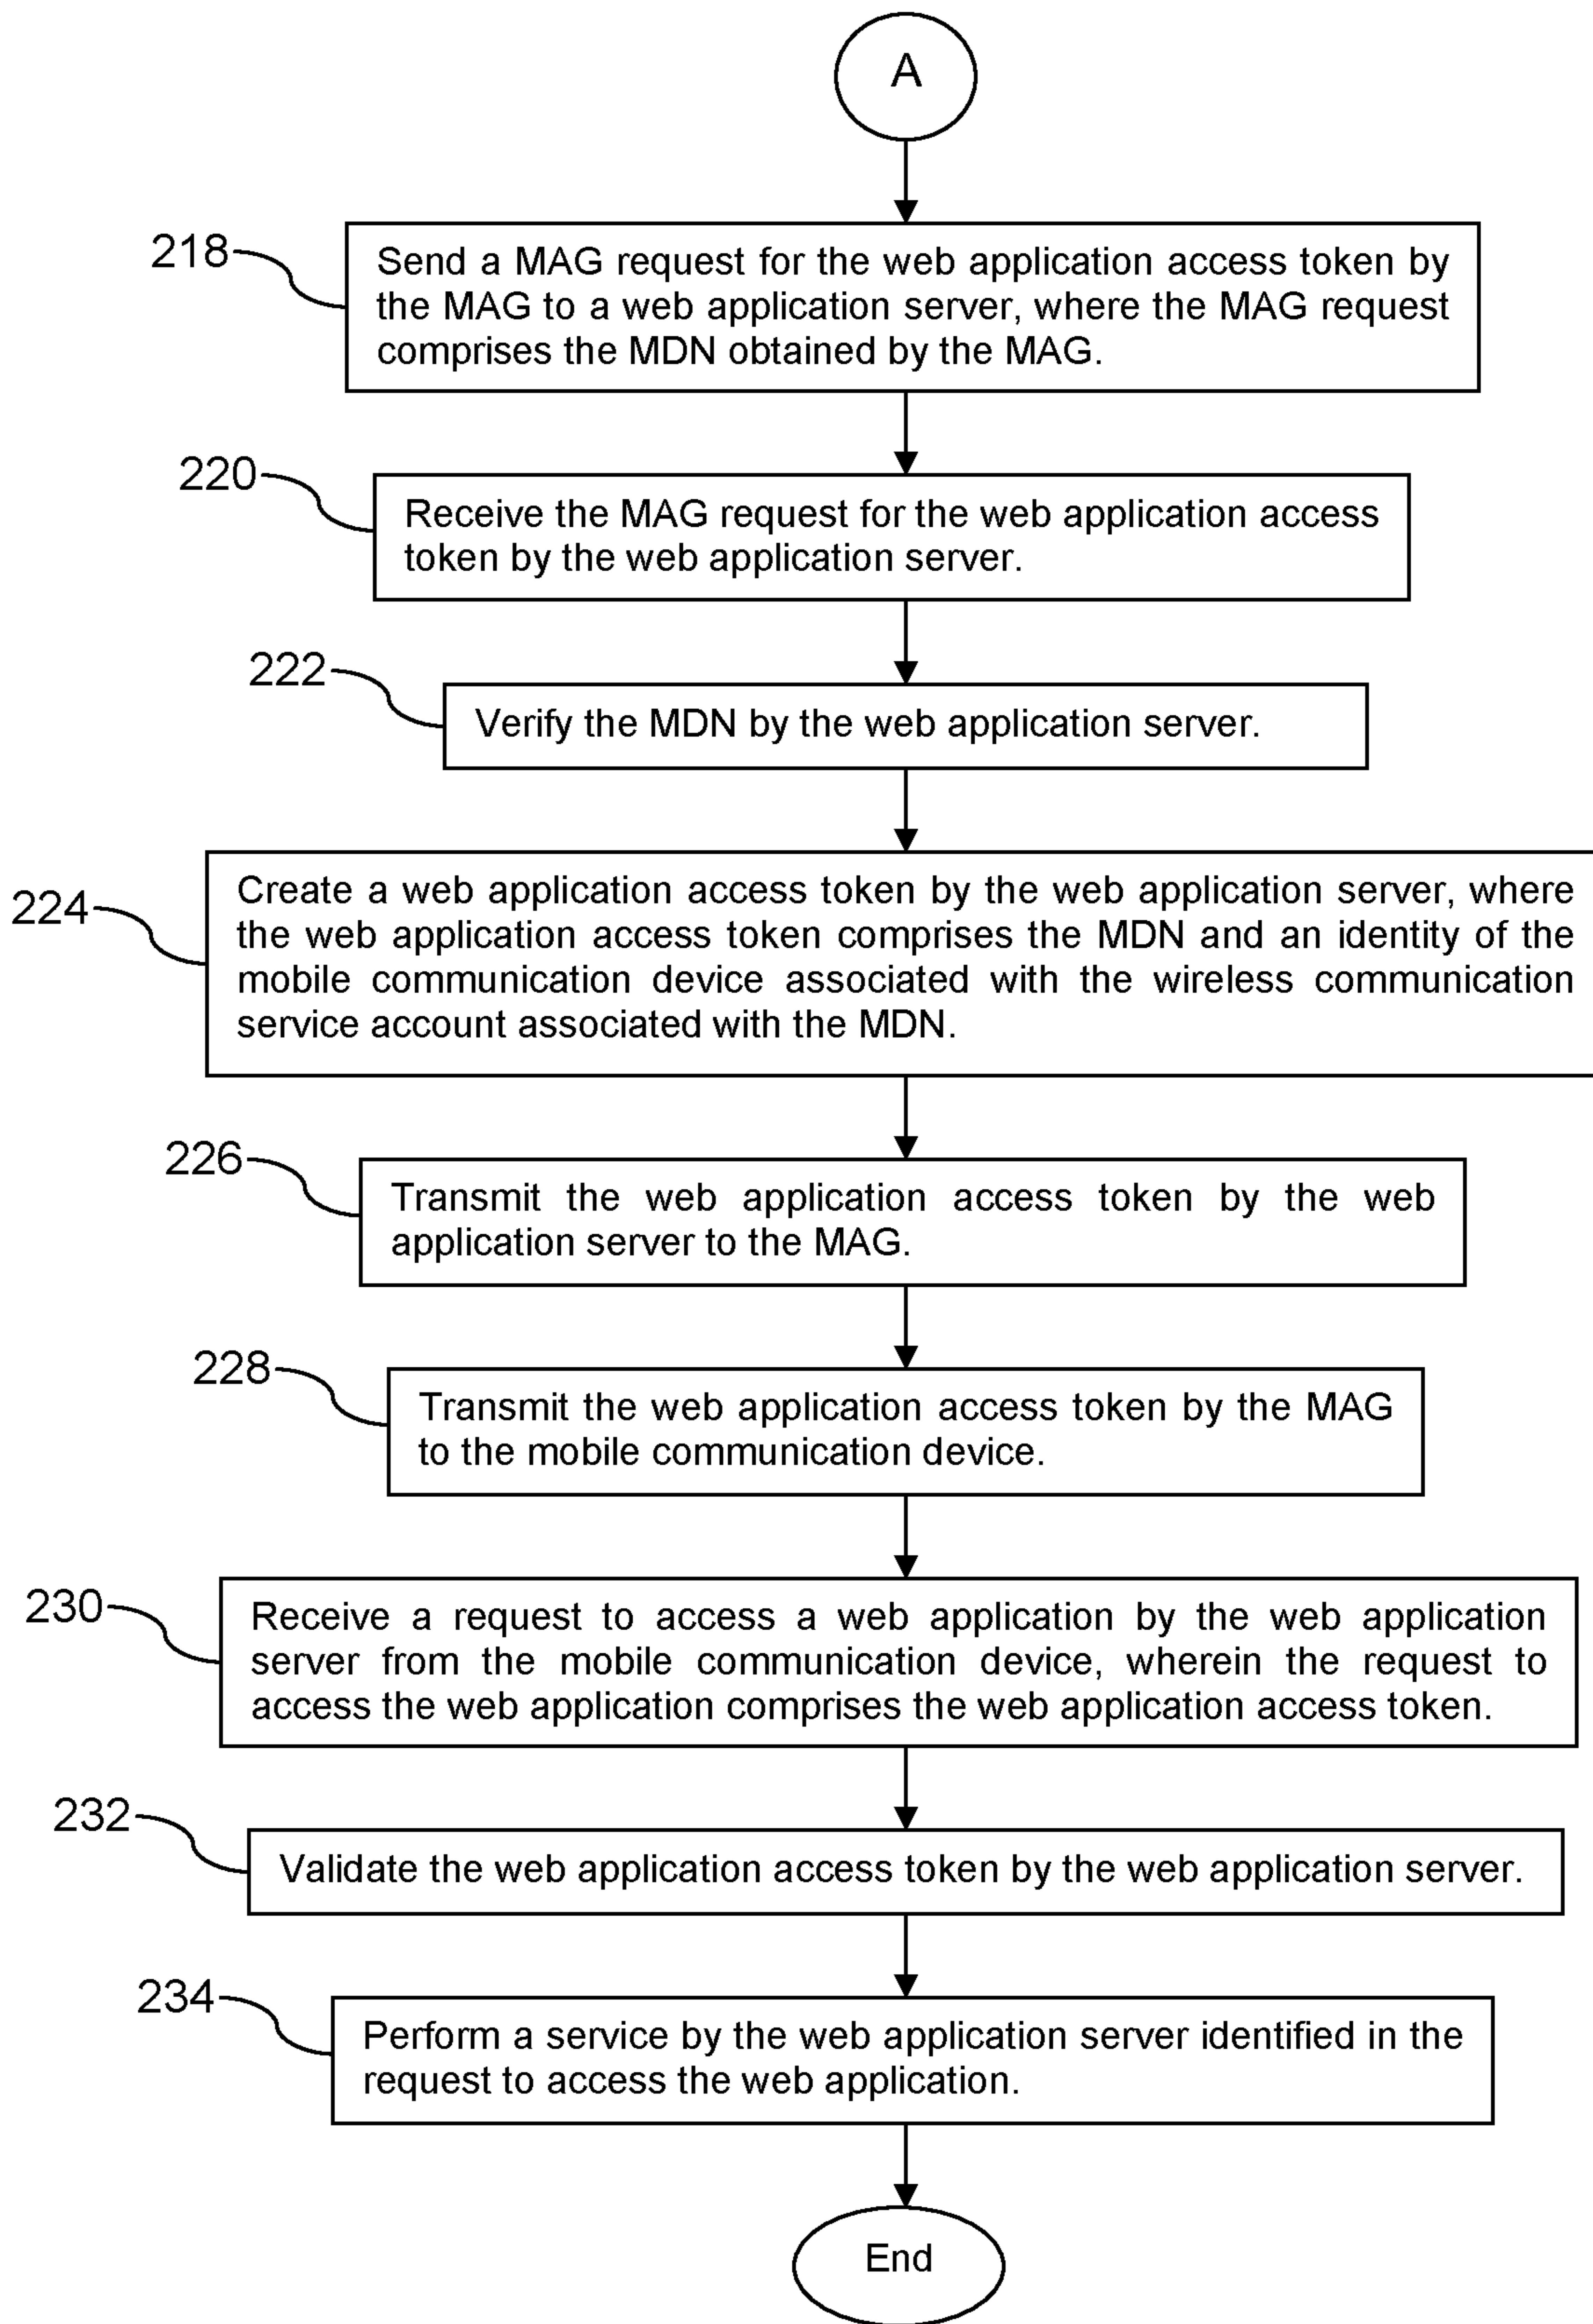 A
218
Send a MAG request for the web application access token by
the MAG to a web application server, where the MAG request
comprises the MDN obtained by the MAG.
220
Receive the MAG request for the web application access
token by the web application server.
222
Verify the MDN by the web application server.
224
Create a web application access token by the web application server, where
the web application access token comprises the MDN and an identity of the
mobile communication device associated with the wireless communication
service account associated with the MDN.
226
Transmit the web application access token by the web
application server to the MAG.
228
Transmit the web application access token by the MAG
to the mobile communication device.
230
Receive a request to access a web application by the web application
server from the mobile communication device, wherein the request to
access the web application comprises the web application access token.
232
Validate the web application access token by the web application server.
234
Perform a service by the web application server identified in the
request to access the web application.
End